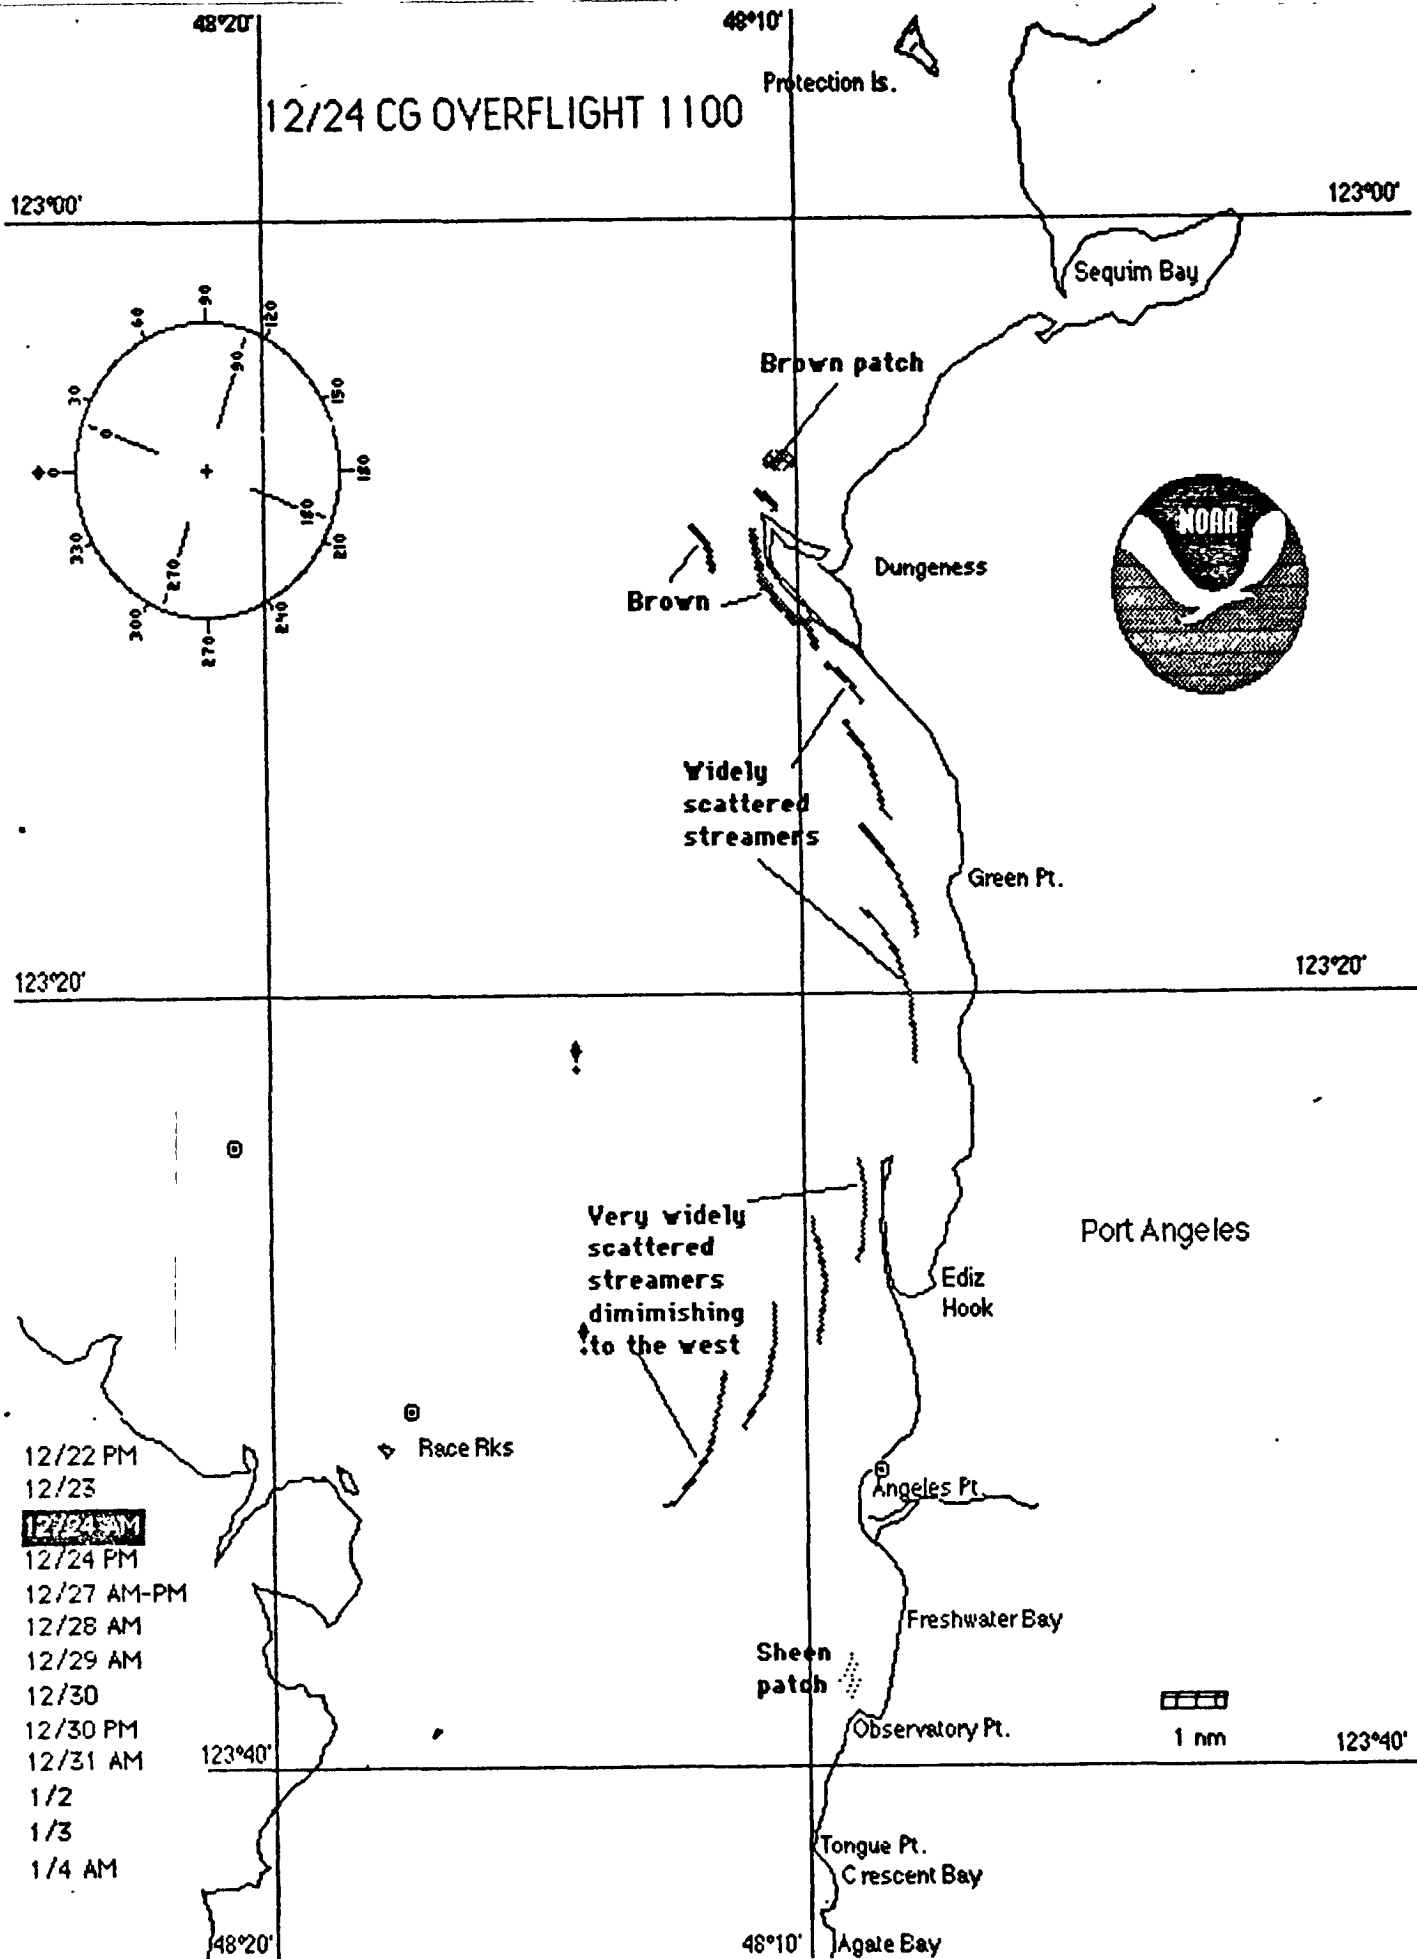 48°20'
48°10'
Protection Is.
12/24 CG OVERFLIGHT 1100
123°00'
123°00'
Sequim Bay
0
30
60
90
120
150
180
210
240
270
300
330
0
90
180
270
Brown patch
NOAA
Dungeness
Brown
Widely
scattered
streamers
Green Pt.
123°20'
123°20'
Very widely
scattered
streamers
dimimishing
to the west
Port Angeles
Ediz
Hook
Race Rks
Angeles Pt.
12/22 PM
12/23
12/24 AM
12/24 PM
12/27 AM-PM
12/28 AM
12/29 AM
12/30
12/30 PM
12/31 AM
1/2
1/3
1/4 AM
Freshwater Bay
Sheen
patch
Observatory Pt.
1 nm
123°40'
123°40'
Tongue Pt.
Crescent Bay
48°20'
48°10'
Agate Bay